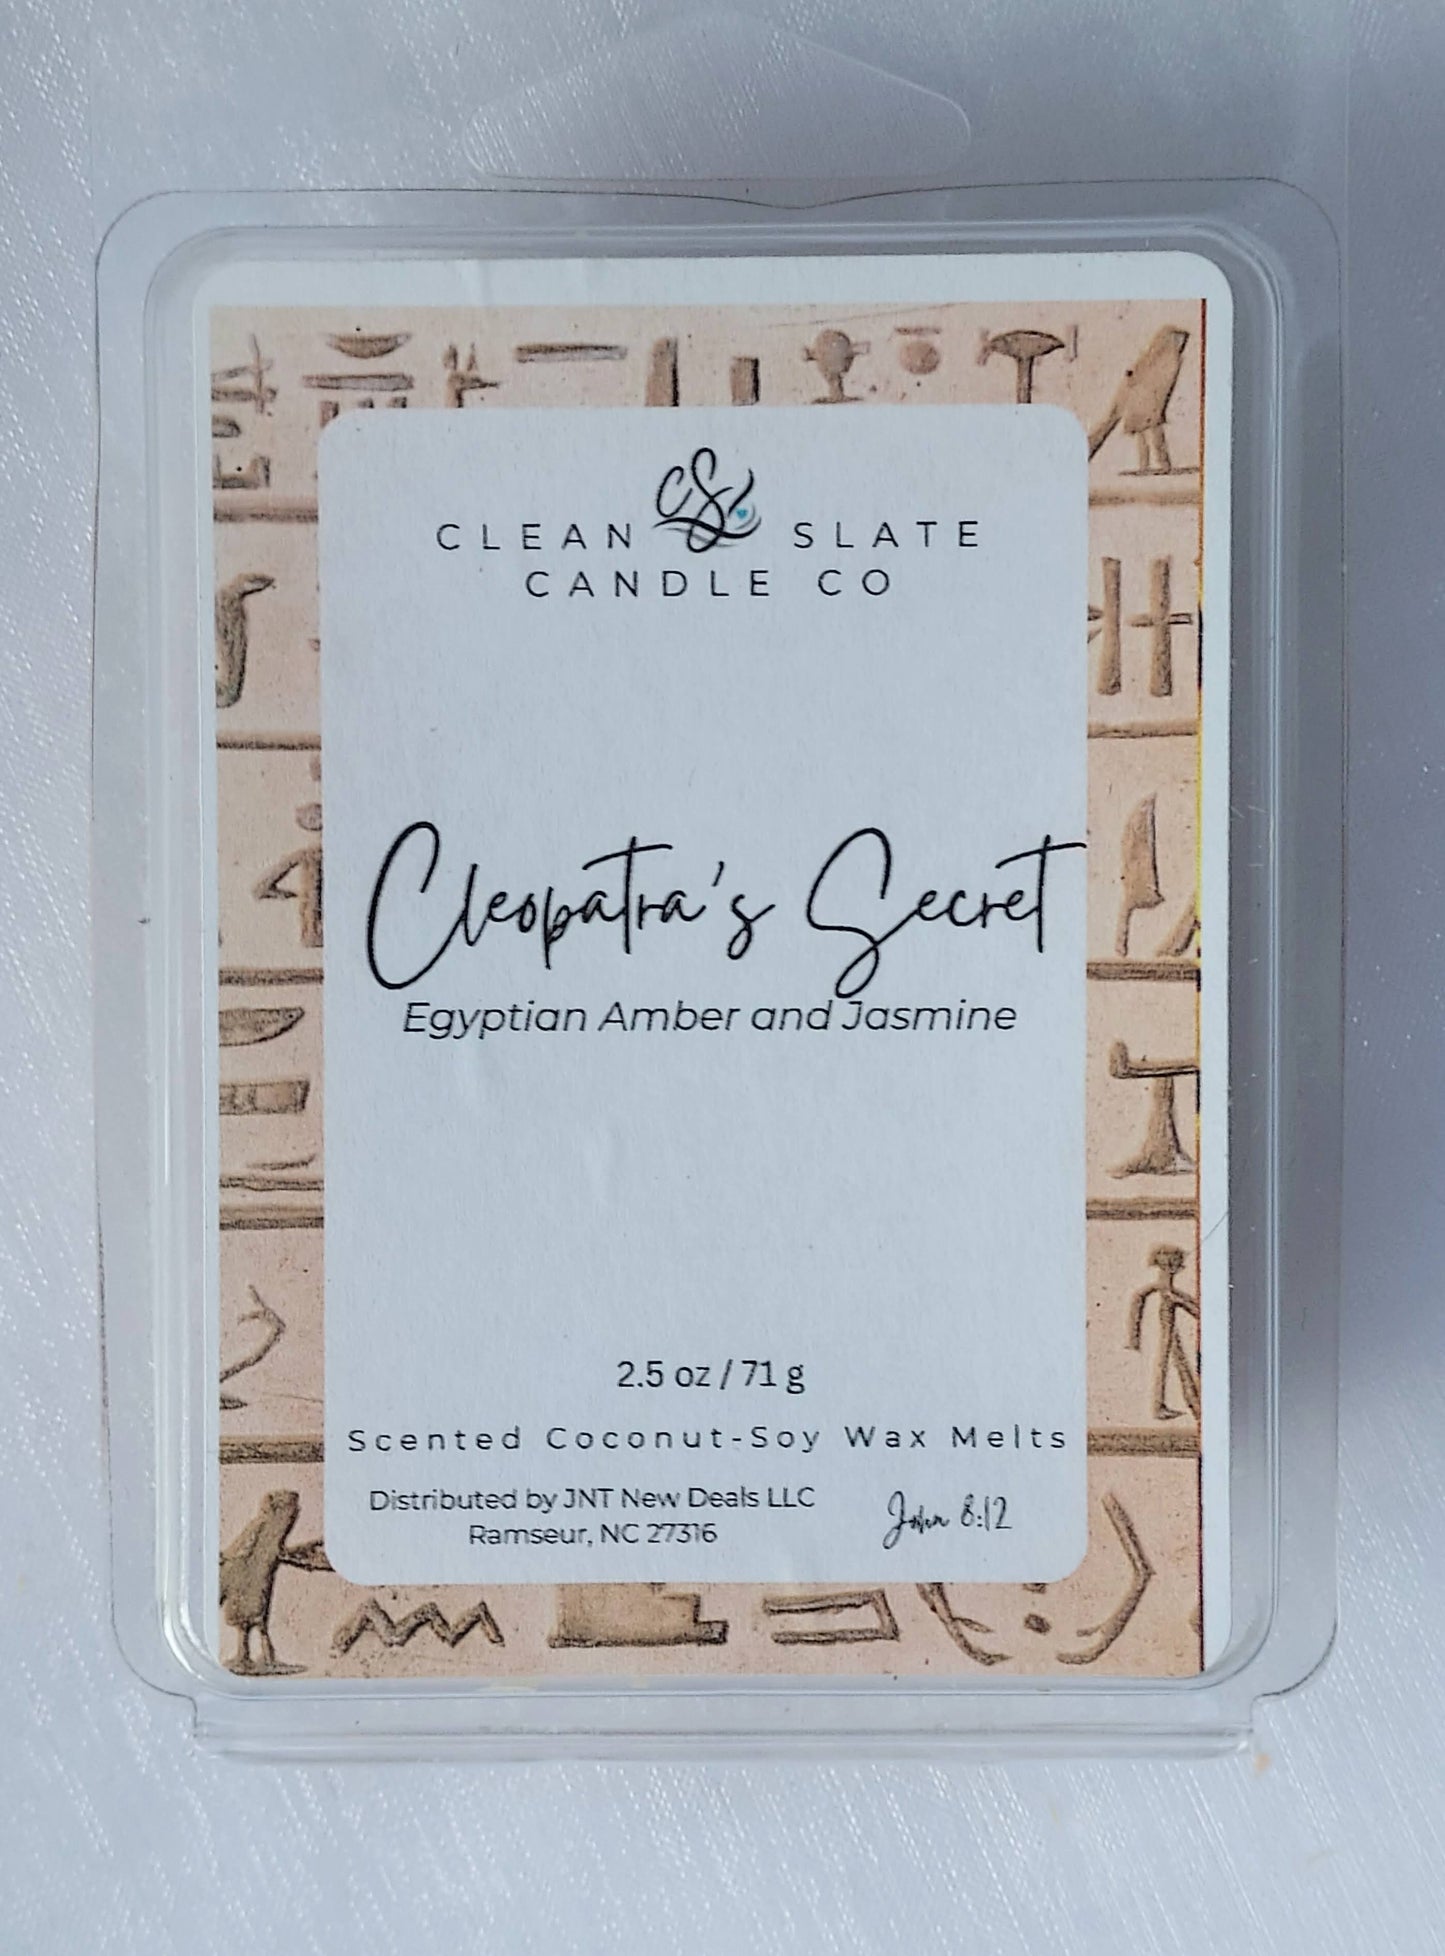 CS
CLEAN SLATE
CANDLE CO
Cleopatra's Secret
Egyptian Amber and Jasmine
2.5 oz / 71 g
Scented Coconut-Soy Wax Melts
Distributed by JNT New Deals LLC
Ramseur, NC 27316
John 8:12